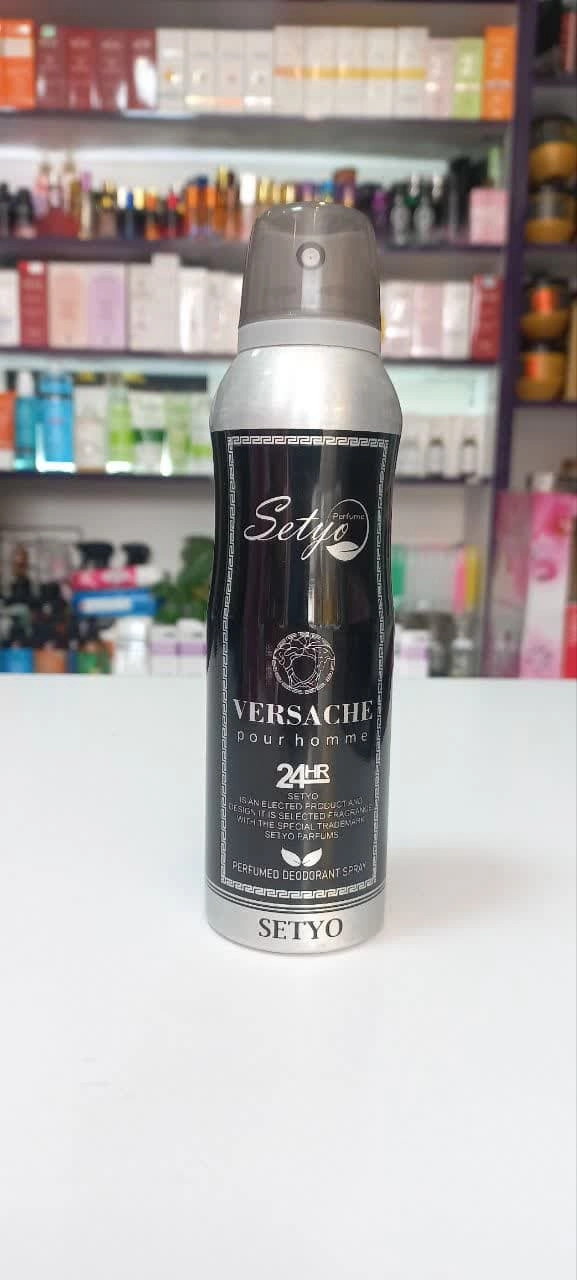 Perfume
Setyo
VERSACHE
pour homme
24HR
SETYO
IS AN ELECTED PRODUCT AND
DESIGN IT IS SELECTED FRAGRANCE
WITH THE SPECIAL TRADEMARK
SETYO PARFUMS
PERFUMED DEODORANT SPRAY
SETYO